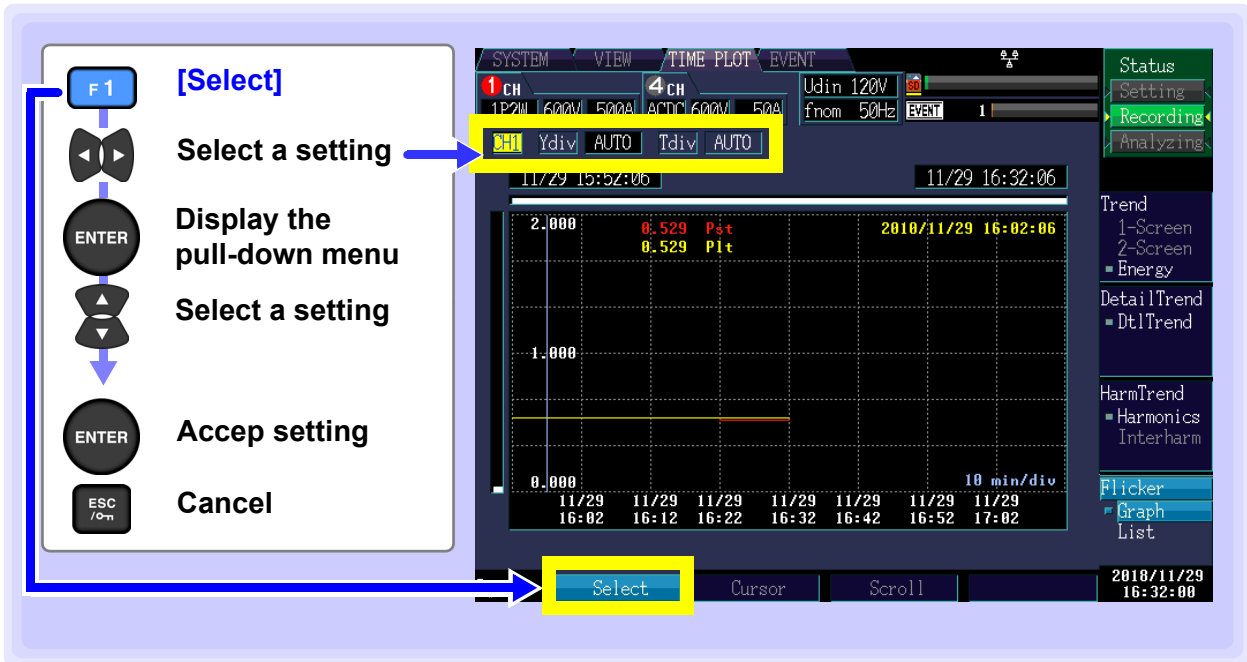 F1
[Select]
Select a setting
ENTER
Display the
pull-down menu
Select a setting
ENTER
Accep setting
ESC
Cancel
SYSTEM VIEW TIME PLOT EVENT
1 CH 4 CH Udin 120V SD
1P2W 600V 500A ACDC 600V 50A fnom 50Hz EVENT 1
CH1 Ydiv AUTO Tdiv AUTO
11/29 15:52:06 11/29 16:32:06
2.000 0.529 Pst 2018/11/29 16:02:06
0.529 Plt
1.000
0.000 10 min/div
11/29 11/29 11/29 11/29 11/29 11/29 11/29
16:02 16:12 16:22 16:32 16:42 16:52 17:02
Select Cursor Scroll
Status
Setting
Recording
Analyzing
Trend
1-Screen
2-Screen
Energy
DetailTrend
DtlTrend
HarmTrend
Harmonics
Interharm
Flicker
Graph
List
2018/11/29
16:32:00